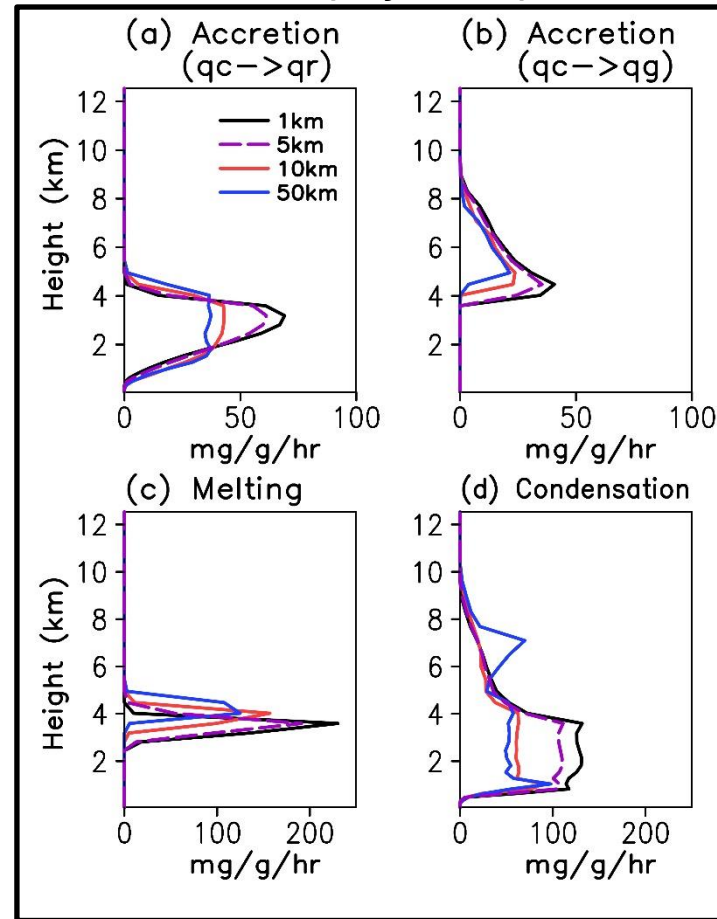 (a) Accretion
(qc->qr)
(b) Accretion
(qc->qg)
1km
5km
10km
50km
Height (km)
12
10
8
6
4
2
0 50 100
mg/g/hr
12
10
8
6
4
2
0 50 100
mg/g/hr
(c) Melting
(d) Condensation
Height (km)
12
10
8
6
4
2
0 100 200
mg/g/hr
12
10
8
6
4
2
0 100 200
mg/g/hr